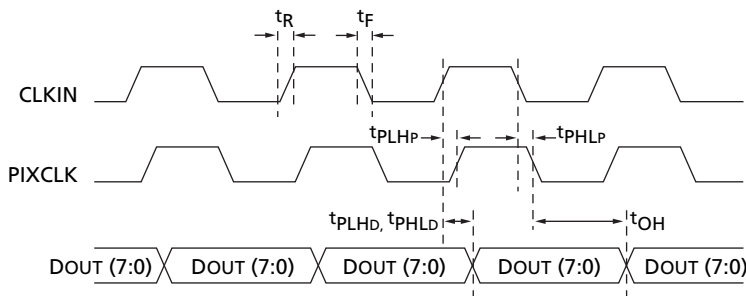 tR tF
CLKIN
tPLHP tPHLP
PIXCLK
tPLHD, tPHLD tOH
DOUT (7:0) DOUT (7:0) DOUT (7:0) DOUT (7:0) DOUT (7:0)